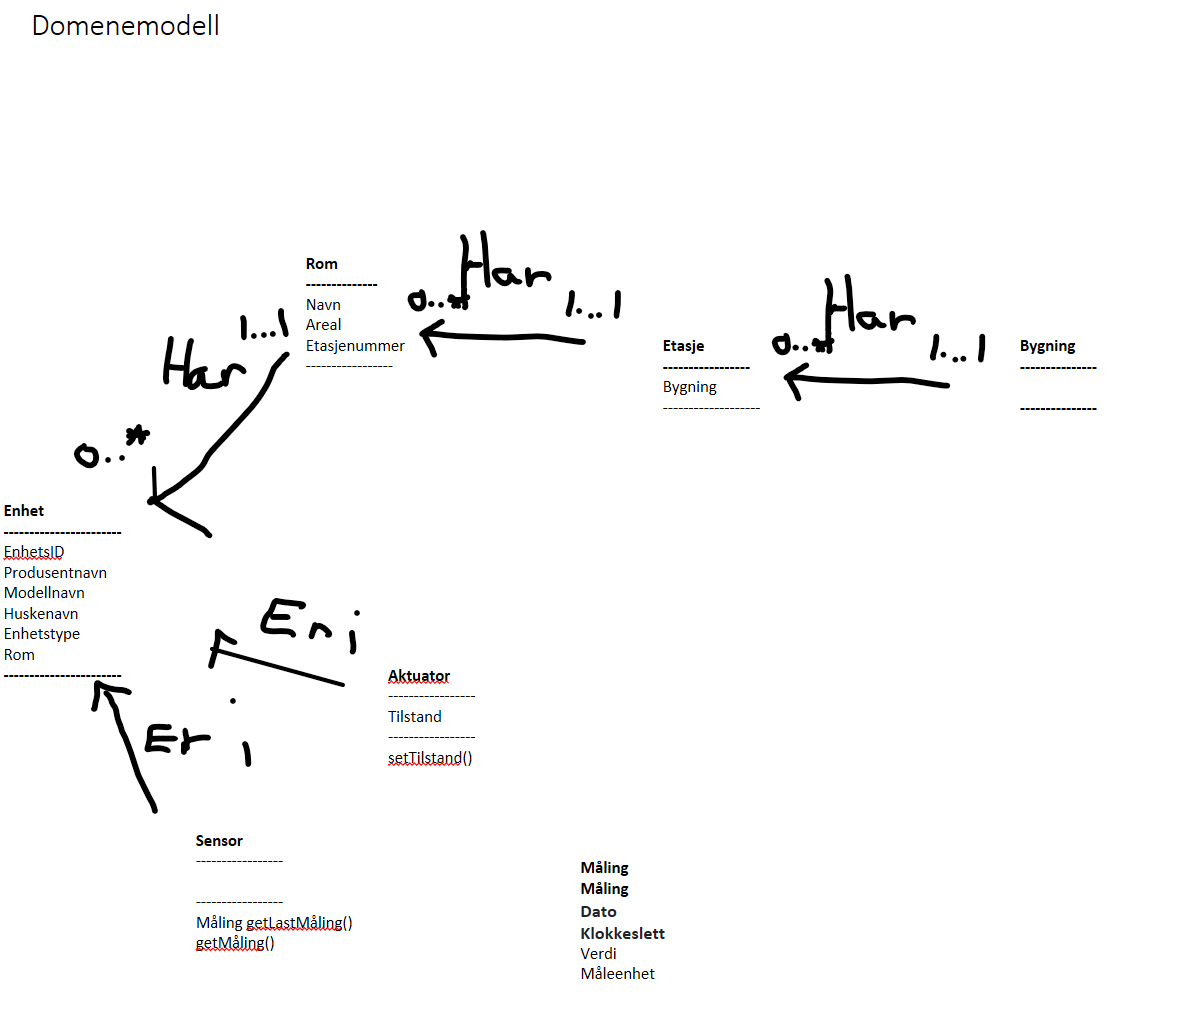 Domenemodell
Rom
--------------
Navn
Areal
Etasjenummer
-----------------
Har
0..*
1...1
Etasje
-----------------
Bygning
-------------------
Har
0..*
1...1
Bygning
---------------
---------------
1...1
Har
0..*
Enhet
-----------------------
EnhetsID
Produsentnavn
Modellnavn
Huskenavn
Enhetstype
Rom
-----------------------
Er i
Aktuator
-----------------
Tilstand
-----------------
setTilstand()
Er i
Sensor
-----------------
-----------------
Måling getLastMåling()
getMåling()
Måling
Måling
Dato
Klokkeslett
Verdi
Måleenhet